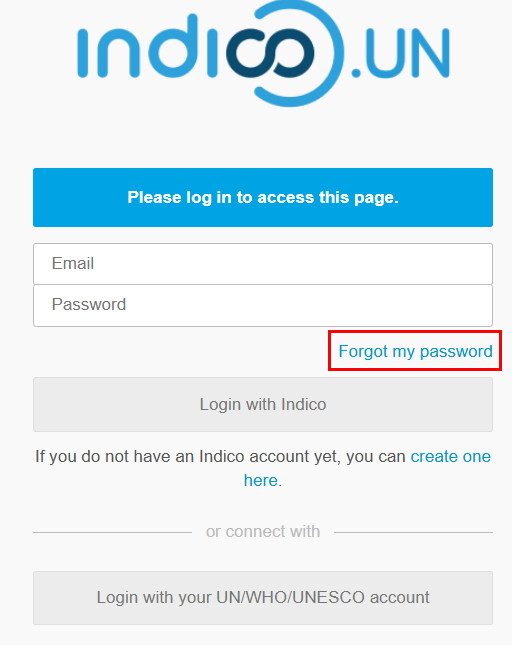 indico.UN
Please log in to access this page.
Email
Password
Forgot my password
Login with Indico
If you do not have an Indico account yet, you can create one
here.
or connect with
Login with your UN/WHO/UNESCO account